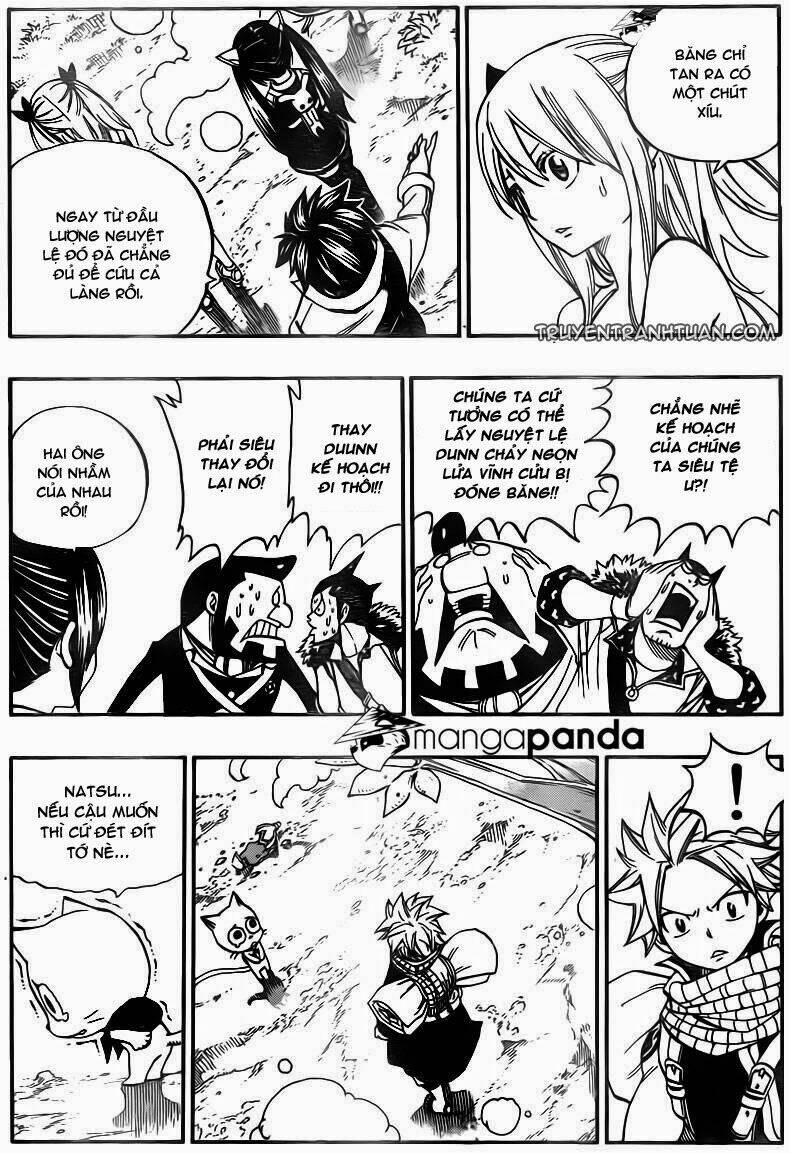 BĂNG CHỈ
TAN RA CÓ
MỘT CHÚT
XÍU.
NGAY TỪ ĐẦU
LƯỢNG NGUYỆT
LỆ ĐÓ ĐÃ CHẲNG
ĐỦ ĐỂ CỨU CẢ
LÀNG RỒI.
TRUYENTRANHTUAN.COM
CHẲNG NHẼ
KẾ HOẠCH
CỦA CHÚNG
TA SIÊU TỆ
Ư?!
CHÚNG TA CỨ
TƯỞNG CÓ THỂ
LẤY NGUYỆT LỆ
DUNN CHẢY NGỌN
LỬA VĨNH CỬU BỊ
ĐÓNG BĂNG!!
THAY
DUUNN
KẾ HOẠCH
ĐI THÔI!!
PHẢI SIÊU
THAY ĐỔI
LẠI NÓ!
HAI ÔNG
NÓI NHẦM
CỦA NHAU
RỒI!
mangapanda
!
NATSU...
NẾU CẬU MUỐN
THÌ CỨ ĐÉT ĐÍT
TỚ NÈ...